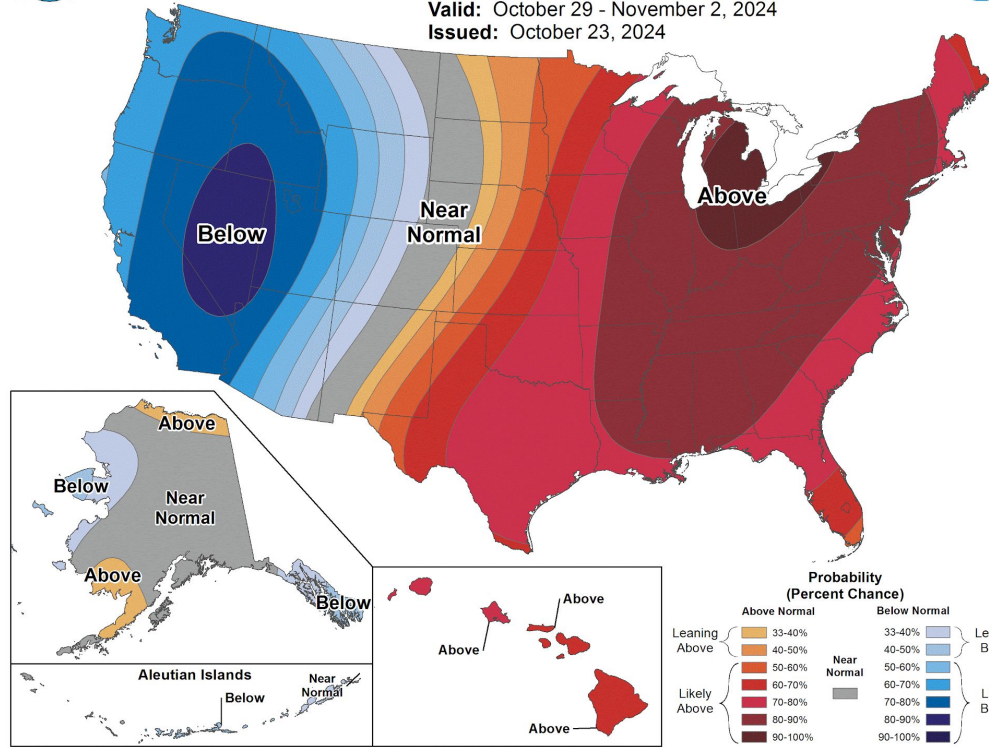 Valid: October 29 - November 2, 2024
Issued: October 23, 2024
Below
Near
Normal
Above
Above
Below
Near
Normal
Above
Below
Aleutian Islands
Below
Near
Normal
Above
Above
Above
Probability
(Percent Chance)
Above Normal
Below Normal
Leaning
Above
33-40%
40-50%
Likely
Above
50-60%
60-70%
70-80%
80-90%
90-100%
Near
Normal
33-40%
40-50%
50-60%
60-70%
70-80%
80-90%
90-100%
Le
B
L
B